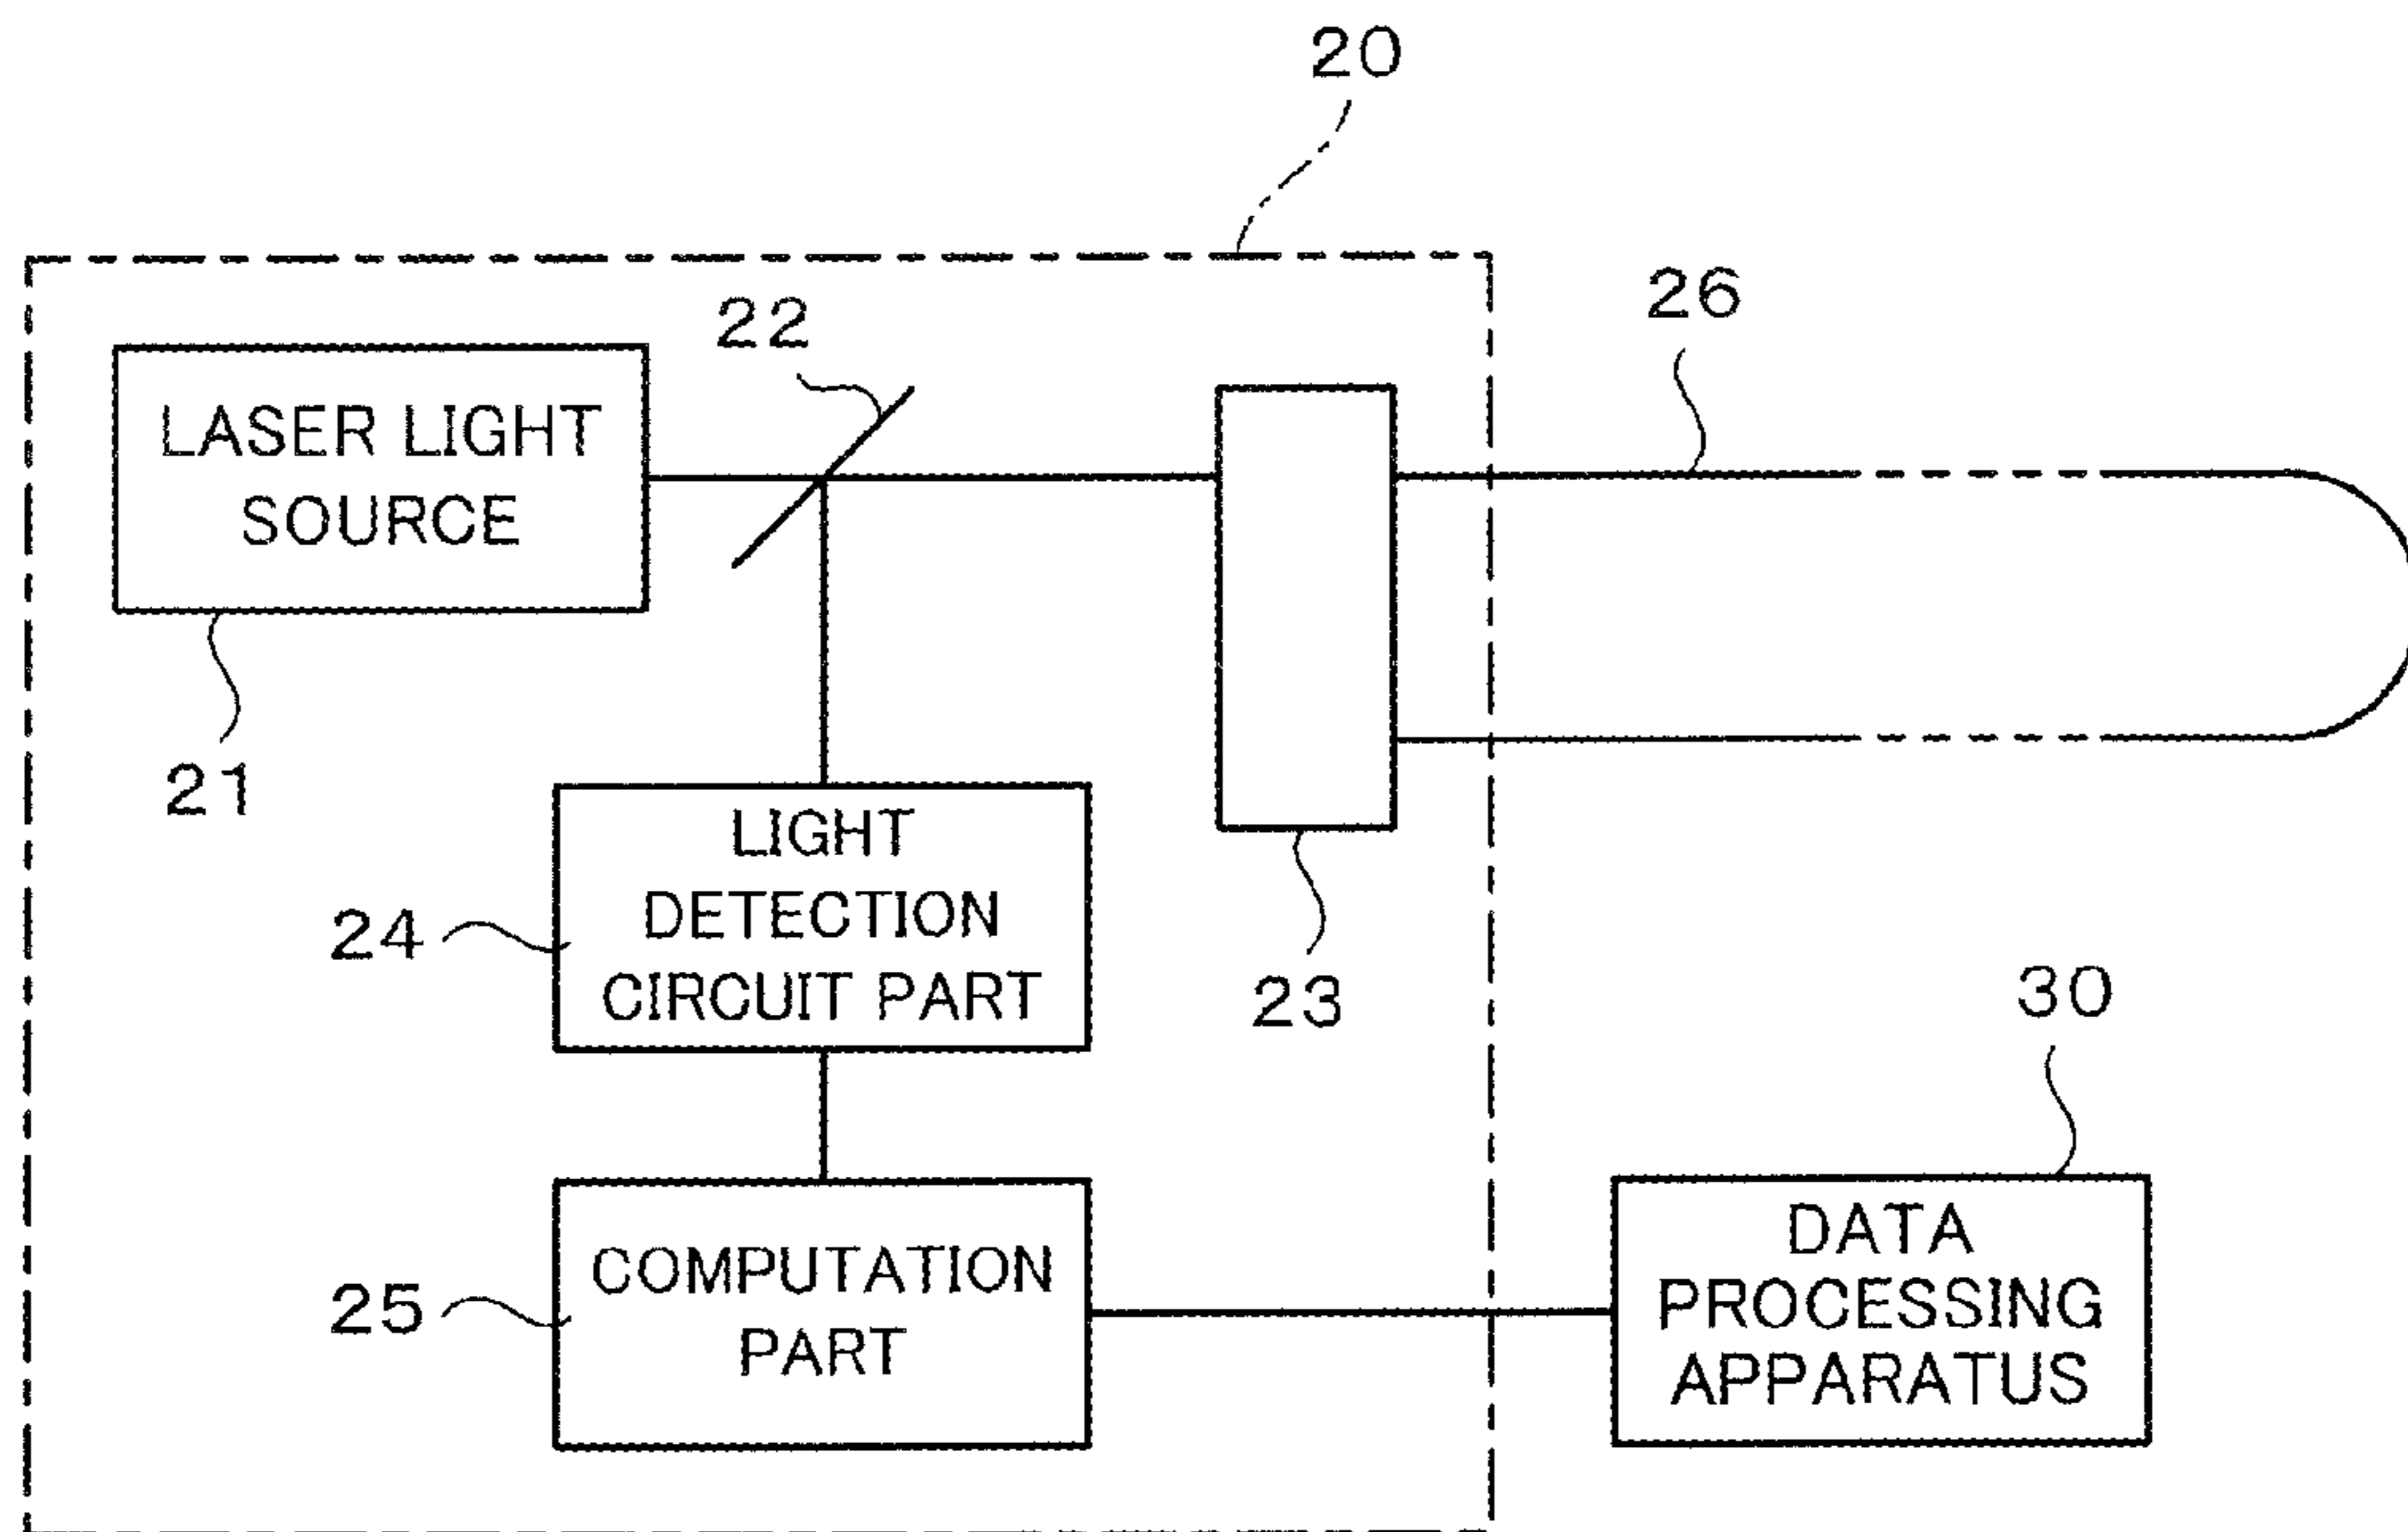 20
22
26
LASER LIGHT
SOURCE
21
LIGHT
DETECTION
CIRCUIT PART
24
23
30
COMPUTATION
PART
25
DATA
PROCESSING
APPARATUS